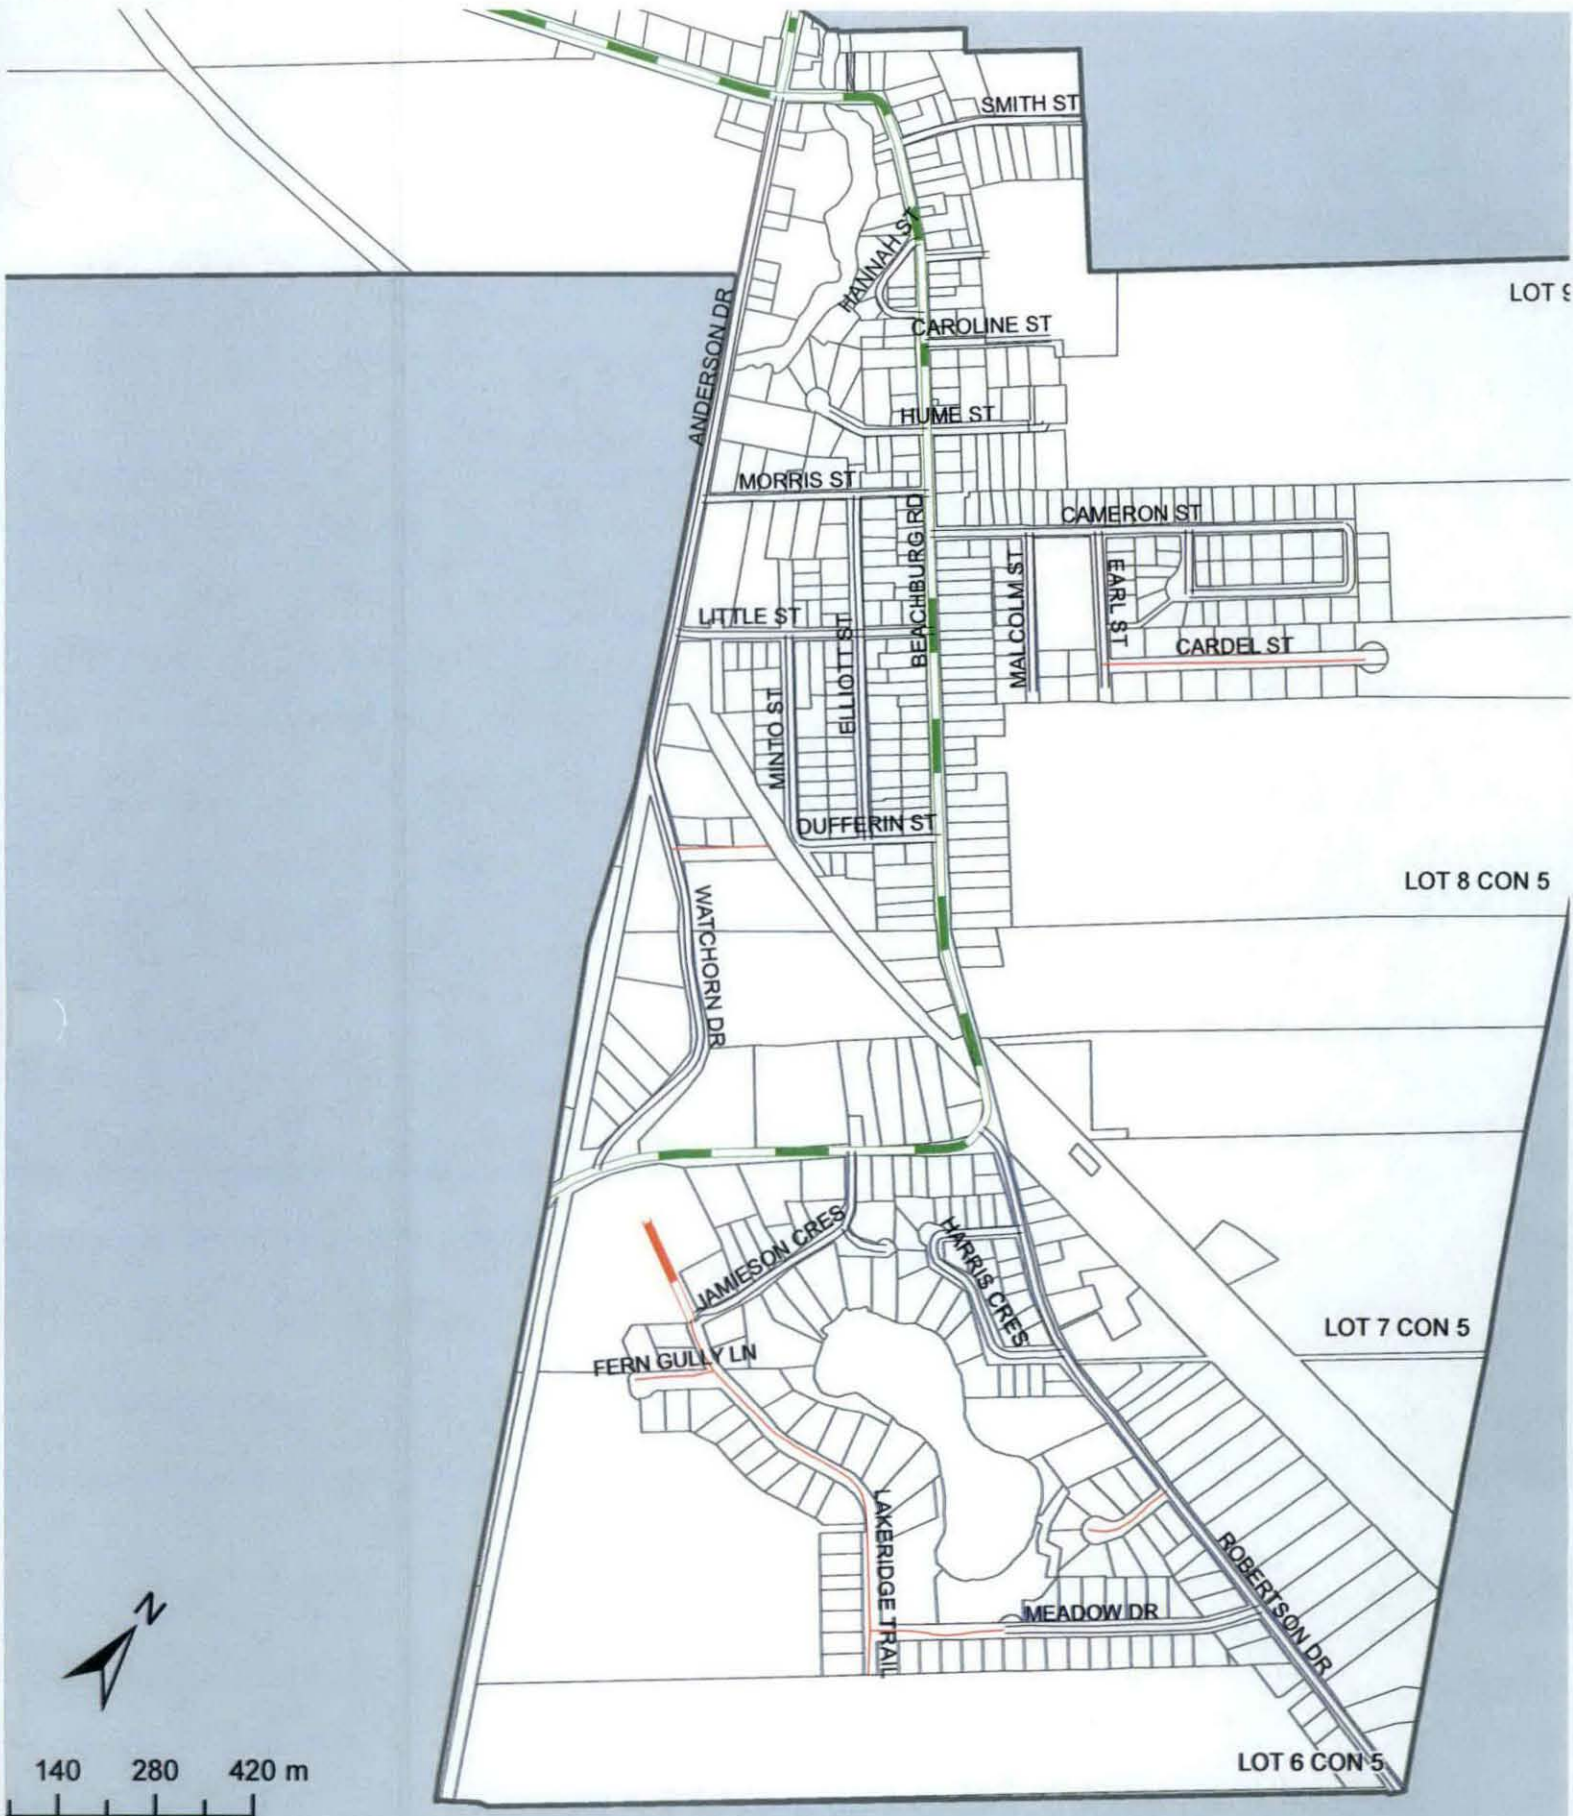 SMITH ST
HANNAH ST
LOT 9
ANDERSON DR
CAROLINE ST
HUME ST
MORRIS ST
CAMERON ST
BEACHBURG RD
MALCOLM ST
EARL ST
LITTLE ST
ELLIOTT ST
CARDEL ST
MINTO ST
DUFFERIN ST
LOT 8 CON 5
WATCHORN DR
JAMIESON CRES
HARRIS CRES
LOT 7 CON 5
FERN GULLY LN
LAKERIDGE TRAIL
ROBERTSON DR
MEADOW DR
N
LOT 6 CON 5
140 280 420 m